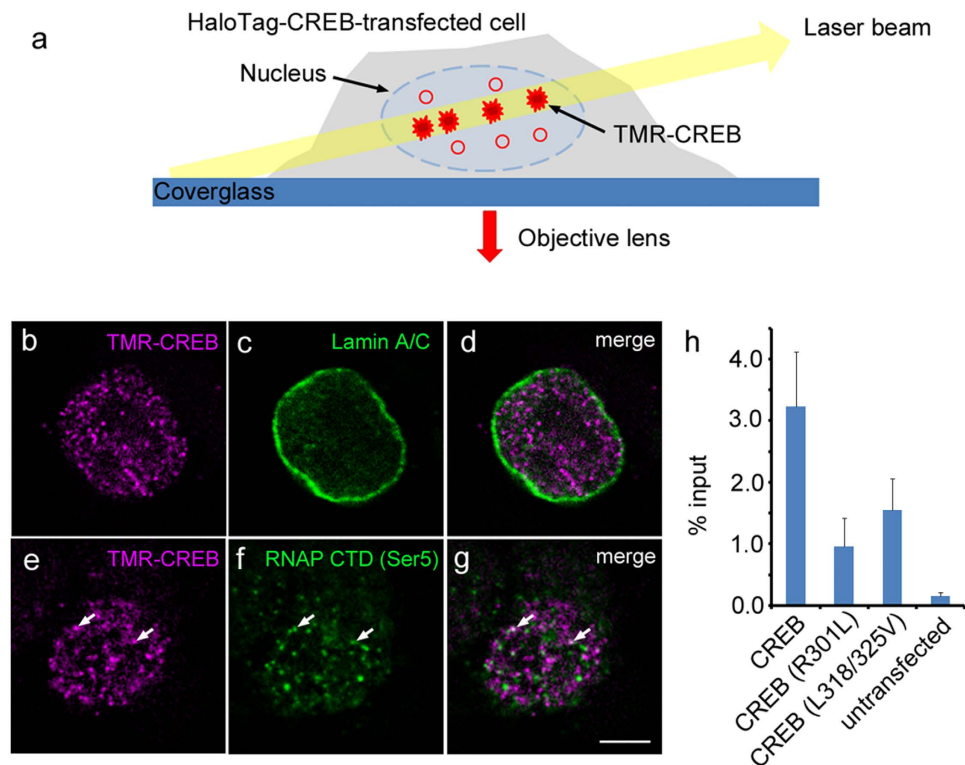 a
HaloTag-CREB-transfected cell
Laser beam
Nucleus
TMR-CREB
Coverglass
Objective lens
b
TMR-CREB
c
Lamin A/C
d
merge
e
TMR-CREB
f
RNAP CTD (Ser5)
g
merge
h
% input
4.0
3.0
2.0
1.0
0.0
CREB
CREB (R301L)
CREB (L318/325V)
untransfected